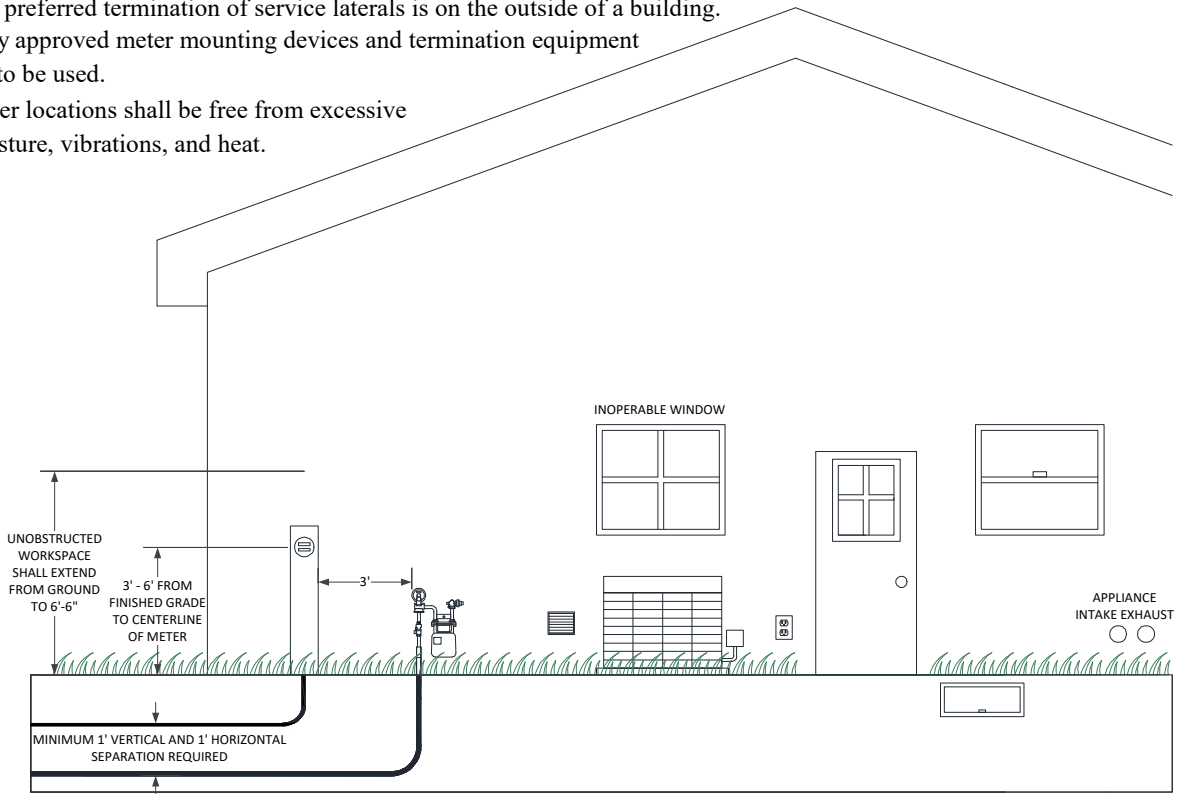 preferred termination of service laterals is on the outside of a building.
y approved meter mounting devices and termination equipment
to be used.
er locations shall be free from excessive
sture, vibrations, and heat.
INOPERABLE WINDOW
UNOBSTRUCTED
WORKSPACE
SHALL EXTEND
FROM GROUND
TO 6'-6"
3' - 6' FROM
FINISHED GRADE
TO CENTERLINE
OF METER
3'
APPLIANCE
INTAKE EXHAUST
MINIMUM 1' VERTICAL AND 1' HORIZONTAL
SEPARATION REQUIRED